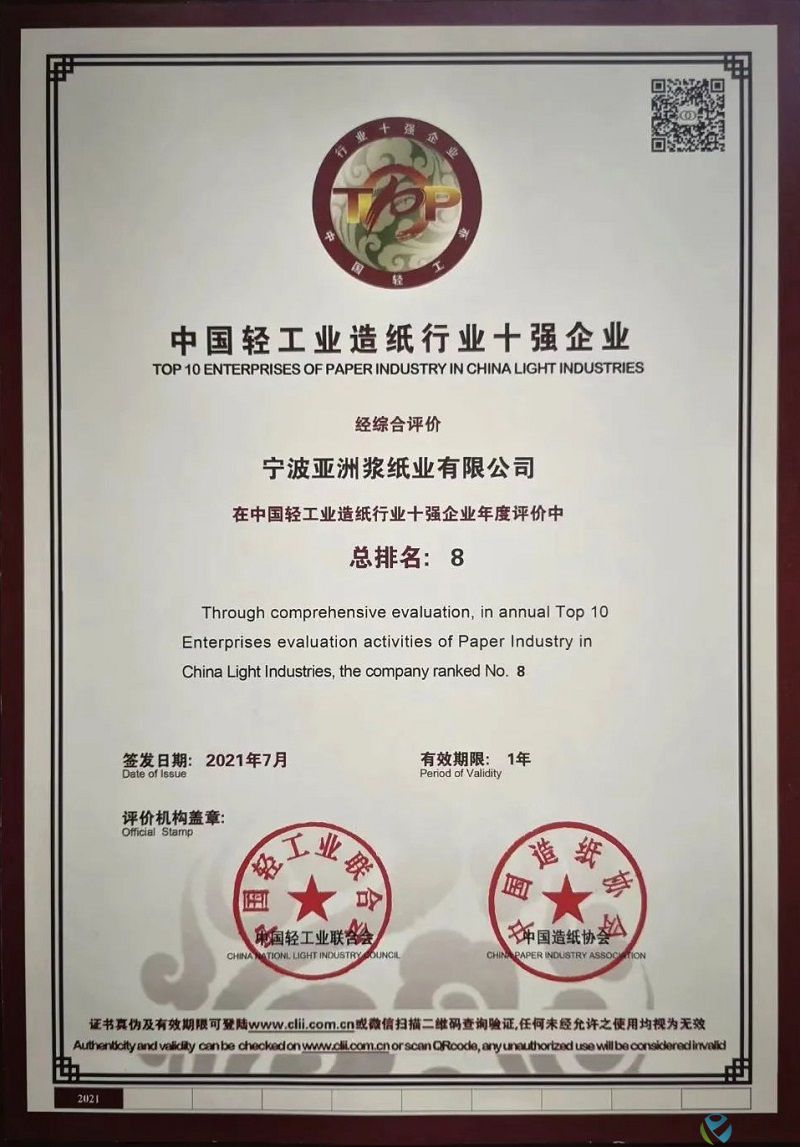 行业十强企业
TOP
中国轻工业
中国轻工业造纸行业十强企业
TOP 10 ENTERPRISES OF PAPER INDUSTRY IN CHINA LIGHT INDUSTRIES
经综合评价
宁波亚洲浆纸业有限公司
在中国轻工业造纸行业十强企业年度评价中
总排名: 8
Through comprehensive evaluation, in annual Top 10
Enterprises evaluation activities of Paper Industry in
China Light Industries, the company ranked No. 8
签发日期: 2021年7月
Date of Issue
有效期限: 1年
Period of Validity
评价机构盖章:
Official Stamp
中国轻工业联合会
中国轻工业联合会
CHINA NATIONL LIGHT INDUSTRY COUNCIL
中国造纸协会
中国造纸协会
CHINA PAPER INDUSTRY ASSOCIATION
证书真伪及有效期限可登陆www.clii.com.cn或微信扫描二维码查询验证,任何未经允许之使用均视为无效
Authenticity and validity can be checked on www.clii.com.cn or scan QRcode, any unauthorized use will be considered invalid
2021